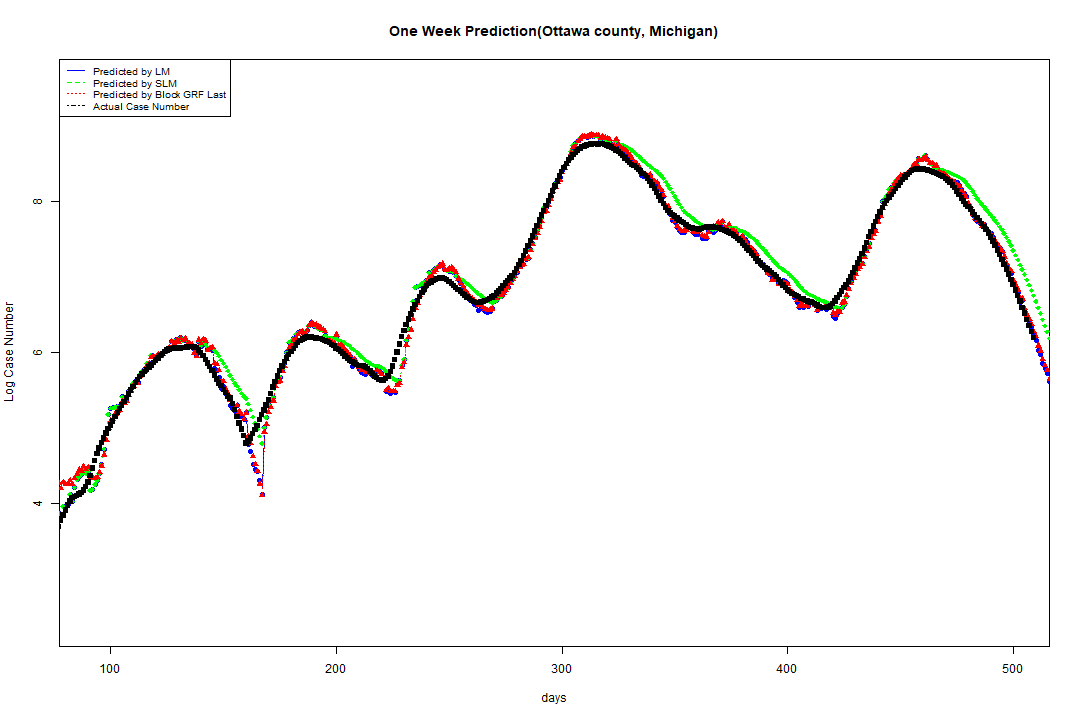 One Week Prediction(Ottawa county, Michigan)
Predicted by LM
Predicted by SLM
Predicted by Block GRF Last
Actual Case Number
Log Case Number
8
6
4
100 200 300 400 500
days